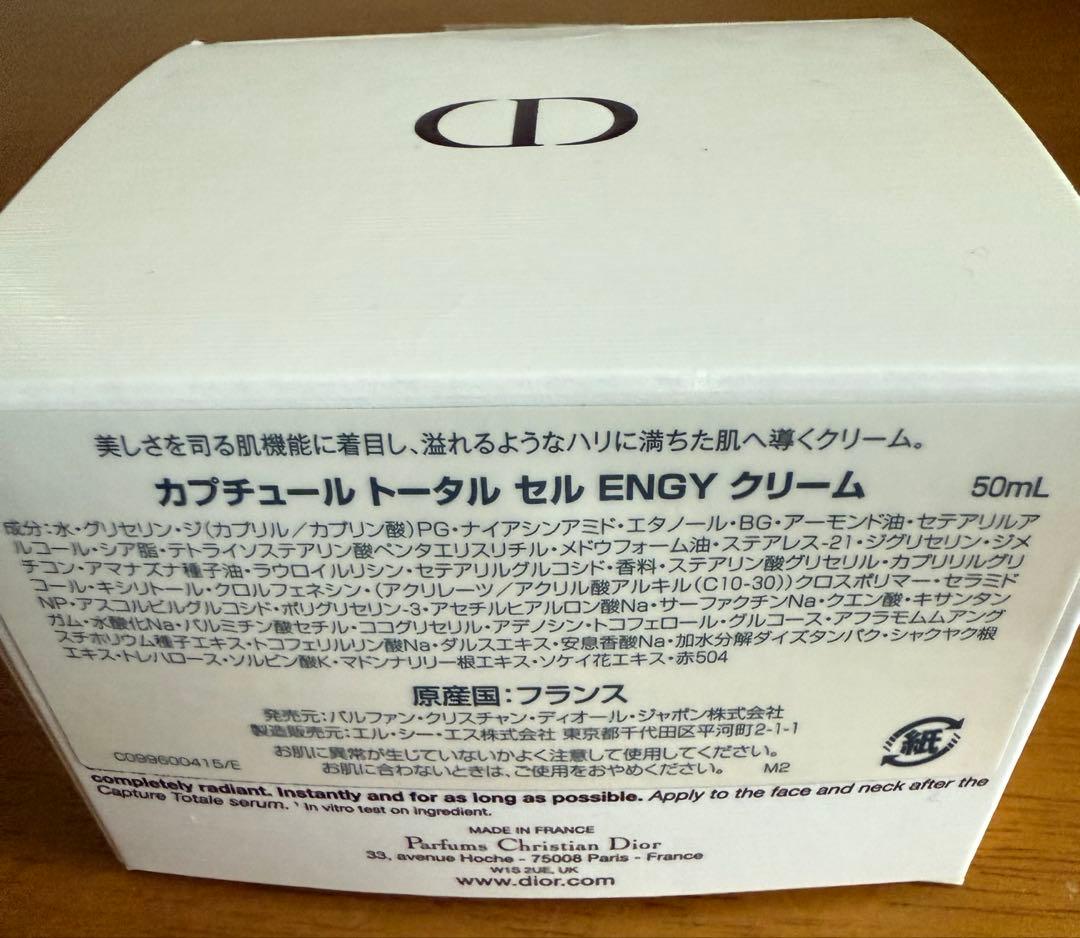 CD
美しさを司る肌機能に着目し、溢れるようなハリに満ちた肌へ導くクリーム。
カプチュール トータル セル ENGY クリーム 50mL
成分:水・グリセリン・ジ(カプリル/カプリン酸)PG・ナイアシンアミド・エタノール・BG・アーモンド油・セテアリルア
ルコール・シア脂・テトライソステアリン酸ペンタエリスリチル・メドウフォーム油・ステアレス-21・ジグリセリン・ジメ
チコン・アマナズナ種子油・ラウロイルリシン・セテアリルグルコシド・香料・ステアリン酸グリセリル・カプリリルグリ
コール・キシリトール・クロルフェネシン・(アクリレーツ/アクリル酸アルキル(C10-30))クロスポリマー・セラミド
NP・アスコルビルグルコシド・ポリグリセリン-3・アセチルヒアルロン酸Na・サーファクチンNa・クエン酸・キサンタン
ガム・水酸化Na・パルミチン酸セチル・ココグリセリル・アデノシン・トコフェロール・グルコース・アフラモムムアング
スチホリウム種子エキス・トコフェリルリン酸Na・ダルスエキス・安息香酸Na・加水分解ダイズタンパク・シャクヤク根
エキス・トレハロース・ソルビン酸K・マドンナリリー根エキス・ソケイ花エキス・赤504
原産国:フランス
発売元:パルファン・クリスチャン・ディオール・ジャポン株式会社
製造販売元:エル・シー・エス株式会社 東京都千代田区平河町2-1-1
お肌に異常が生じていないかよく注意して使用してください。
お肌に合わないときは、ご使用をおやめください。 M2
C099600415/E
紙
completely radiant. Instantly and for as long as possible. Apply to the face and neck after the
Capture Totale serum. ¹ In vitro test on ingredient.
MADE IN FRANCE
Parfums Christian Dior
33, avenue Hoche - 75008 Paris - France
W1S 2UE, UK
www.dior.com